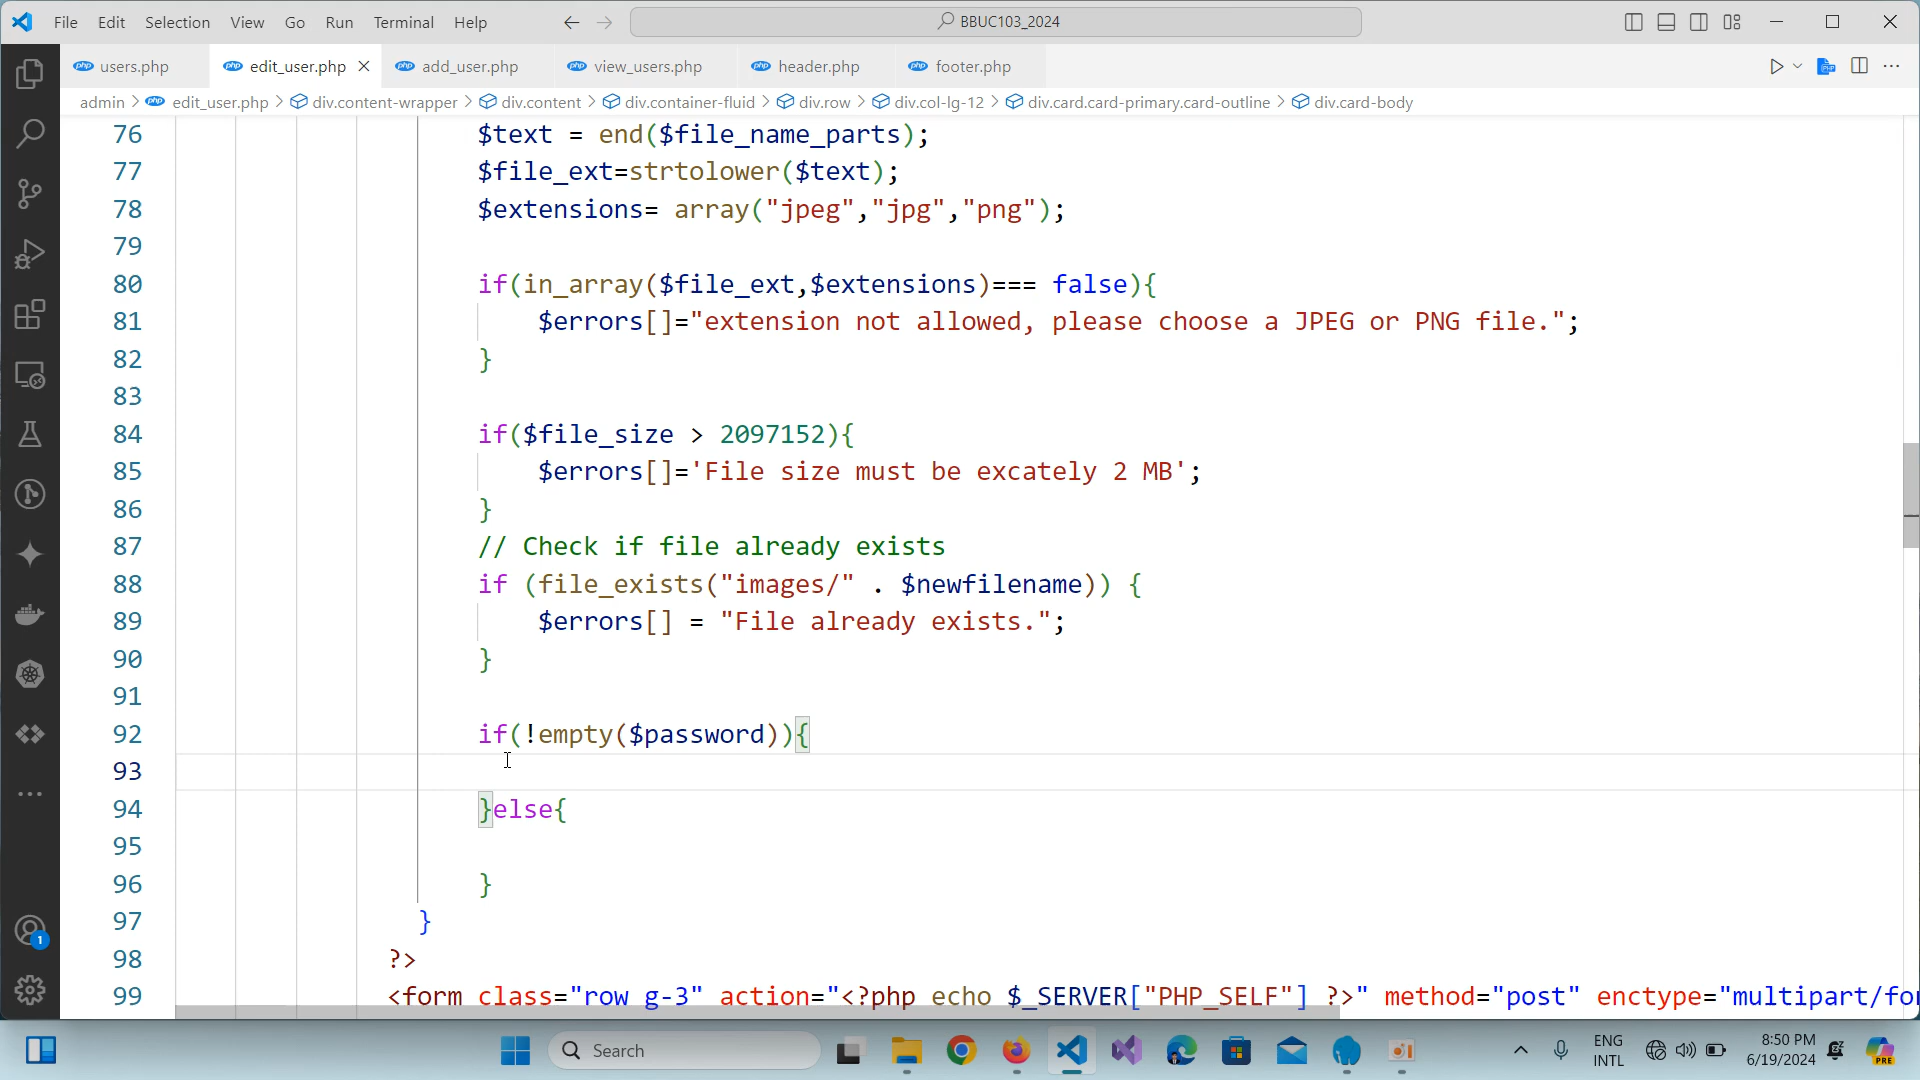 File Edit Selection View Go Run Terminal Help
BBUC103_2024
users.php edit_user.php add_user.php view_users.php header.php footer.php
admin > edit_user.php > div.content-wrapper > div.content > div.container-fluid > div.row > div.col-lg-12 > div.card.card-primary.card-outline > div.card-body
76 $text = end($file_name_parts);
77 $file_ext=strtolower($text);
78 $extensions= array("jpeg","jpg","png");
79
80 if(in_array($file_ext,$extensions)=== false){
81 $errors[]="extension not allowed, please choose a JPEG or PNG file.";
82 }
83
84 if($file_size > 2097152){
85 $errors[]='File size must be excately 2 MB';
86 }
87 // Check if file already exists
88 if (file_exists("images/" . $newfilename)) {
89 $errors[] = "File already exists.";
90 }
91
92 if(!empty($password)){
93
94 }else{
95
96 }
97 }
98 ?>
99 <form class="row g-3" action="<?php echo $_SERVER["PHP_SELF"] ?>" method="post" enctype="multipart/fo
1
Search
ENG
INTL
8:50 PM
6/19/2024
PRE